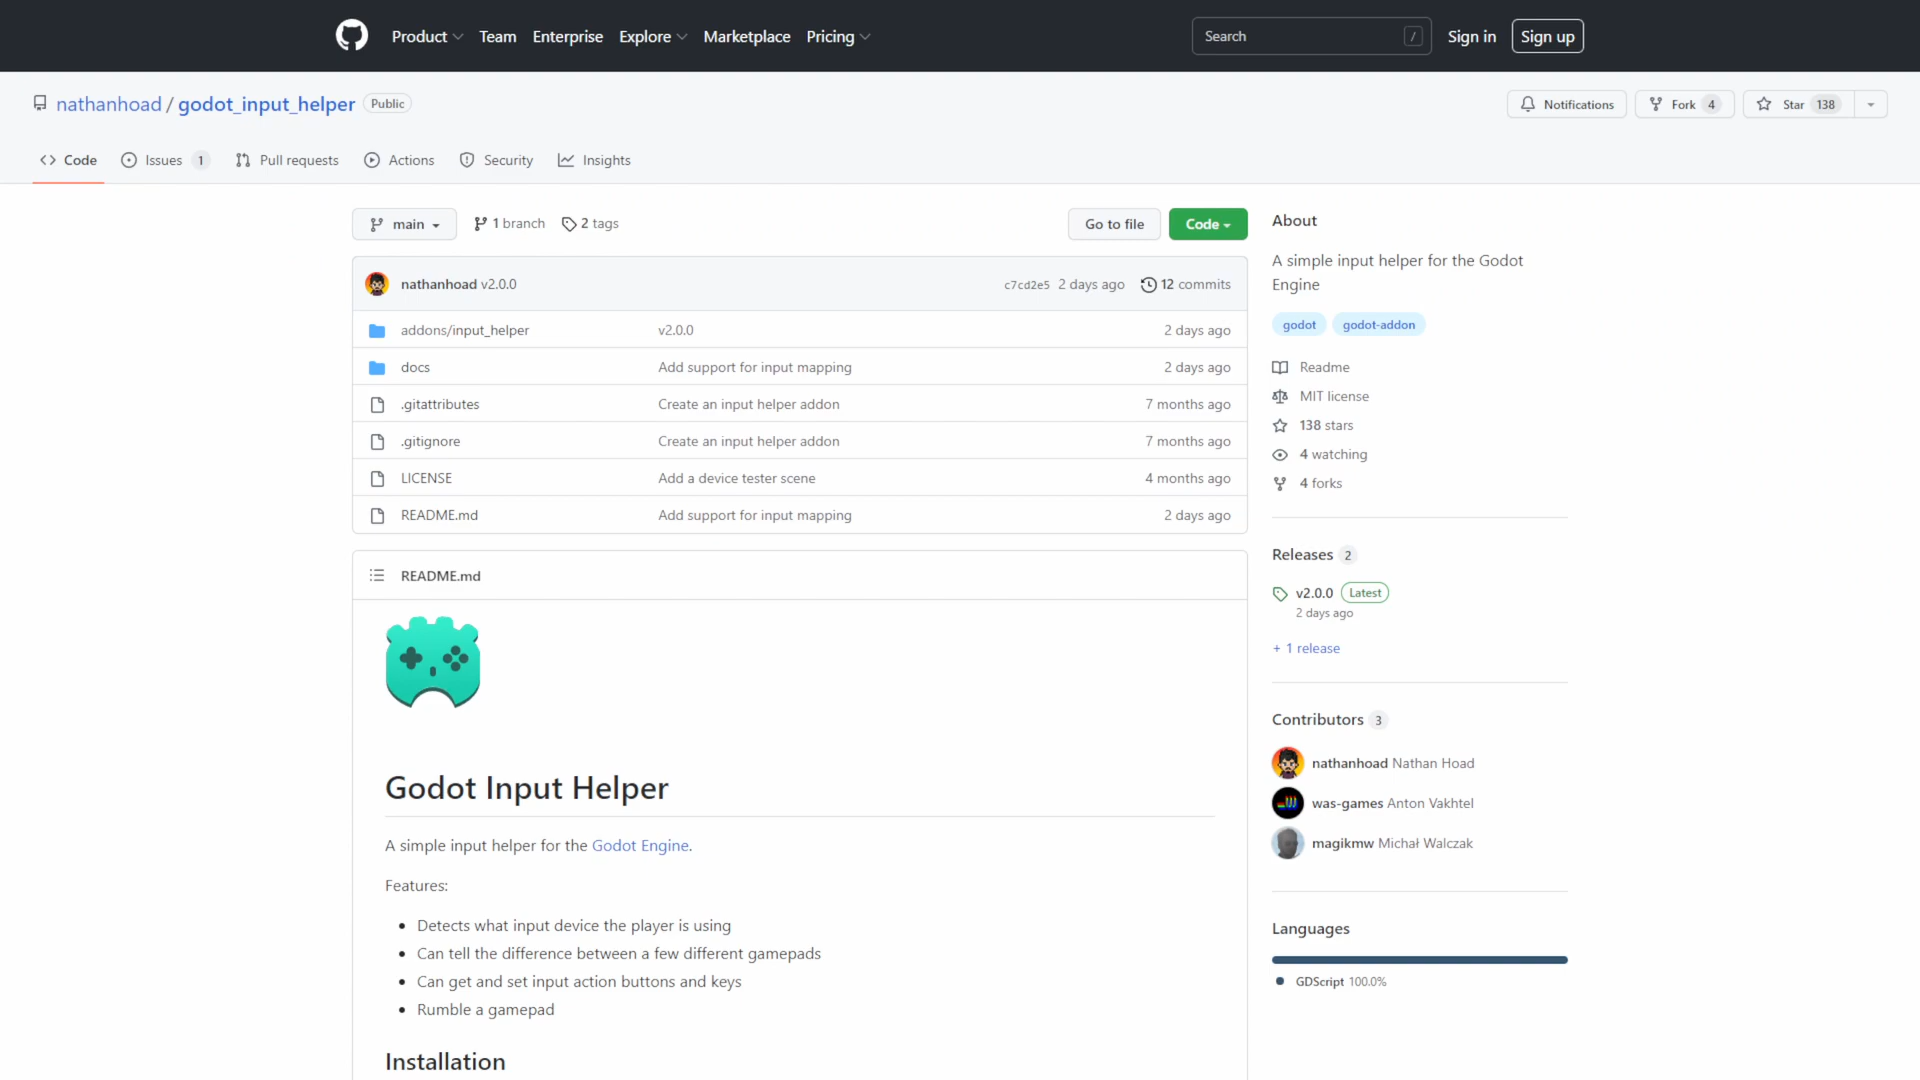 Product Team Enterprise Explore Marketplace Pricing Search / Sign in Sign up
nathanhoad / godot_input_helper Public Notifications Fork 4 Star 138
Code Issues 1 Pull requests Actions Security Insights
main 1 branch 2 tags Go to file Code
nathanhoad v2.0.0 c7cd2e5 2 days ago 12 commits
addons/input_helper v2.0.0 2 days ago
docs Add support for input mapping 2 days ago
.gitattributes Create an input helper addon 7 months ago
.gitignore Create an input helper addon 7 months ago
LICENSE Add a device tester scene 4 months ago
README.md Add support for input mapping 2 days ago
README.md
Godot Input Helper
A simple input helper for the Godot Engine.
Features:
Detects what input device the player is using
Can tell the difference between a few different gamepads
Can get and set input action buttons and keys
Rumble a gamepad
Installation
About
A simple input helper for the Godot
Engine
godot godot-addon
Readme
MIT license
138 stars
4 watching
4 forks
Releases 2
v2.0.0 Latest
2 days ago
+ 1 release
Contributors 3
nathanhoad Nathan Hoad
was-games Anton Vakhtel
magikmw Michał Walczak
Languages
GDScript 100.0%